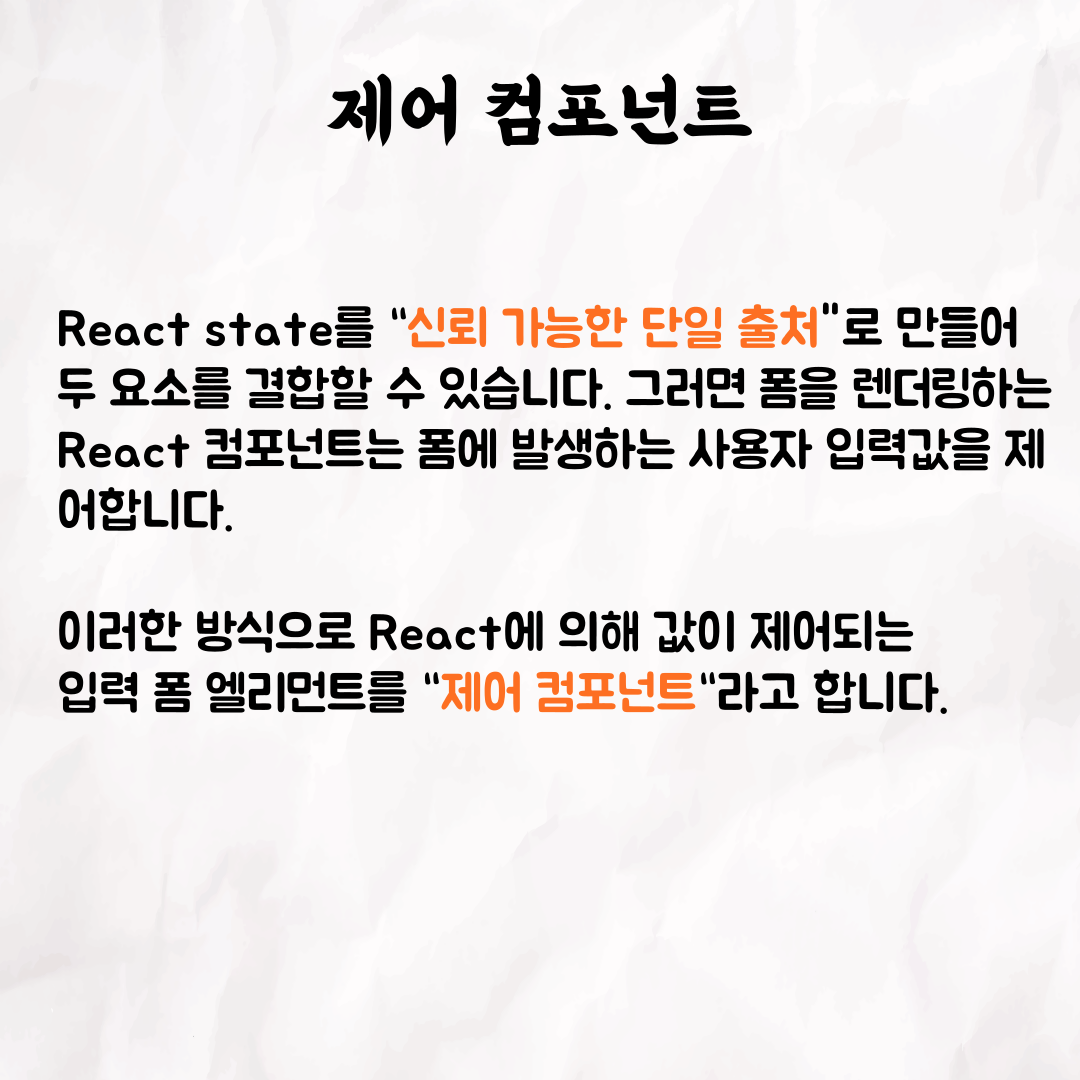 제어 컴포넌트
React state를 “신뢰 가능한 단일 출처"로 만들어
두 요소를 결합할 수 있습니다. 그러면 폼을 렌더링하는
React 컴포넌트는 폼에 발생하는 사용자 입력값을 제
어합니다.
이러한 방식으로 React에 의해 값이 제어되는
입력 폼 엘리먼트를 “제어 컴포넌트“라고 합니다.